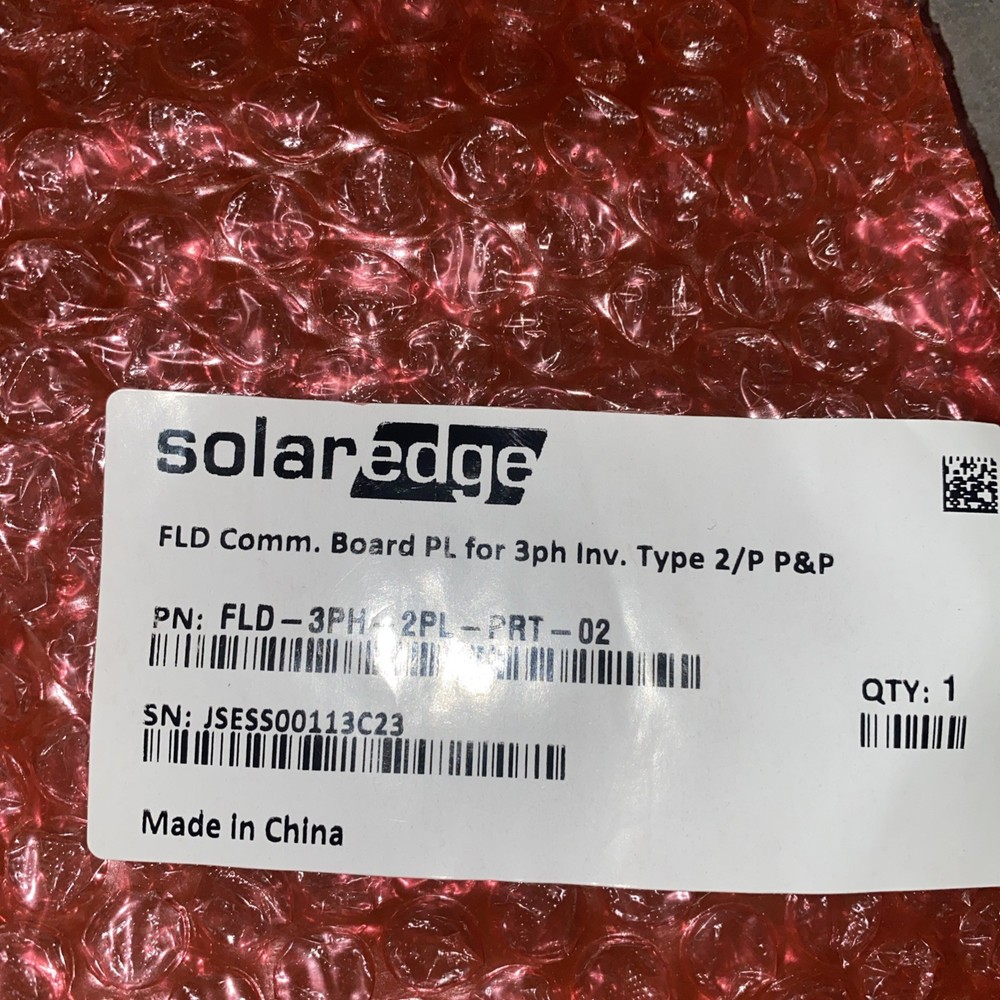 solaredge
FLD Comm. Board PL for 3ph Inv. Type 2/P P&P
PN: FLD-3PH-2PL-PRT-02
QTY: 1
SN: JSESS00113C23
Made in China